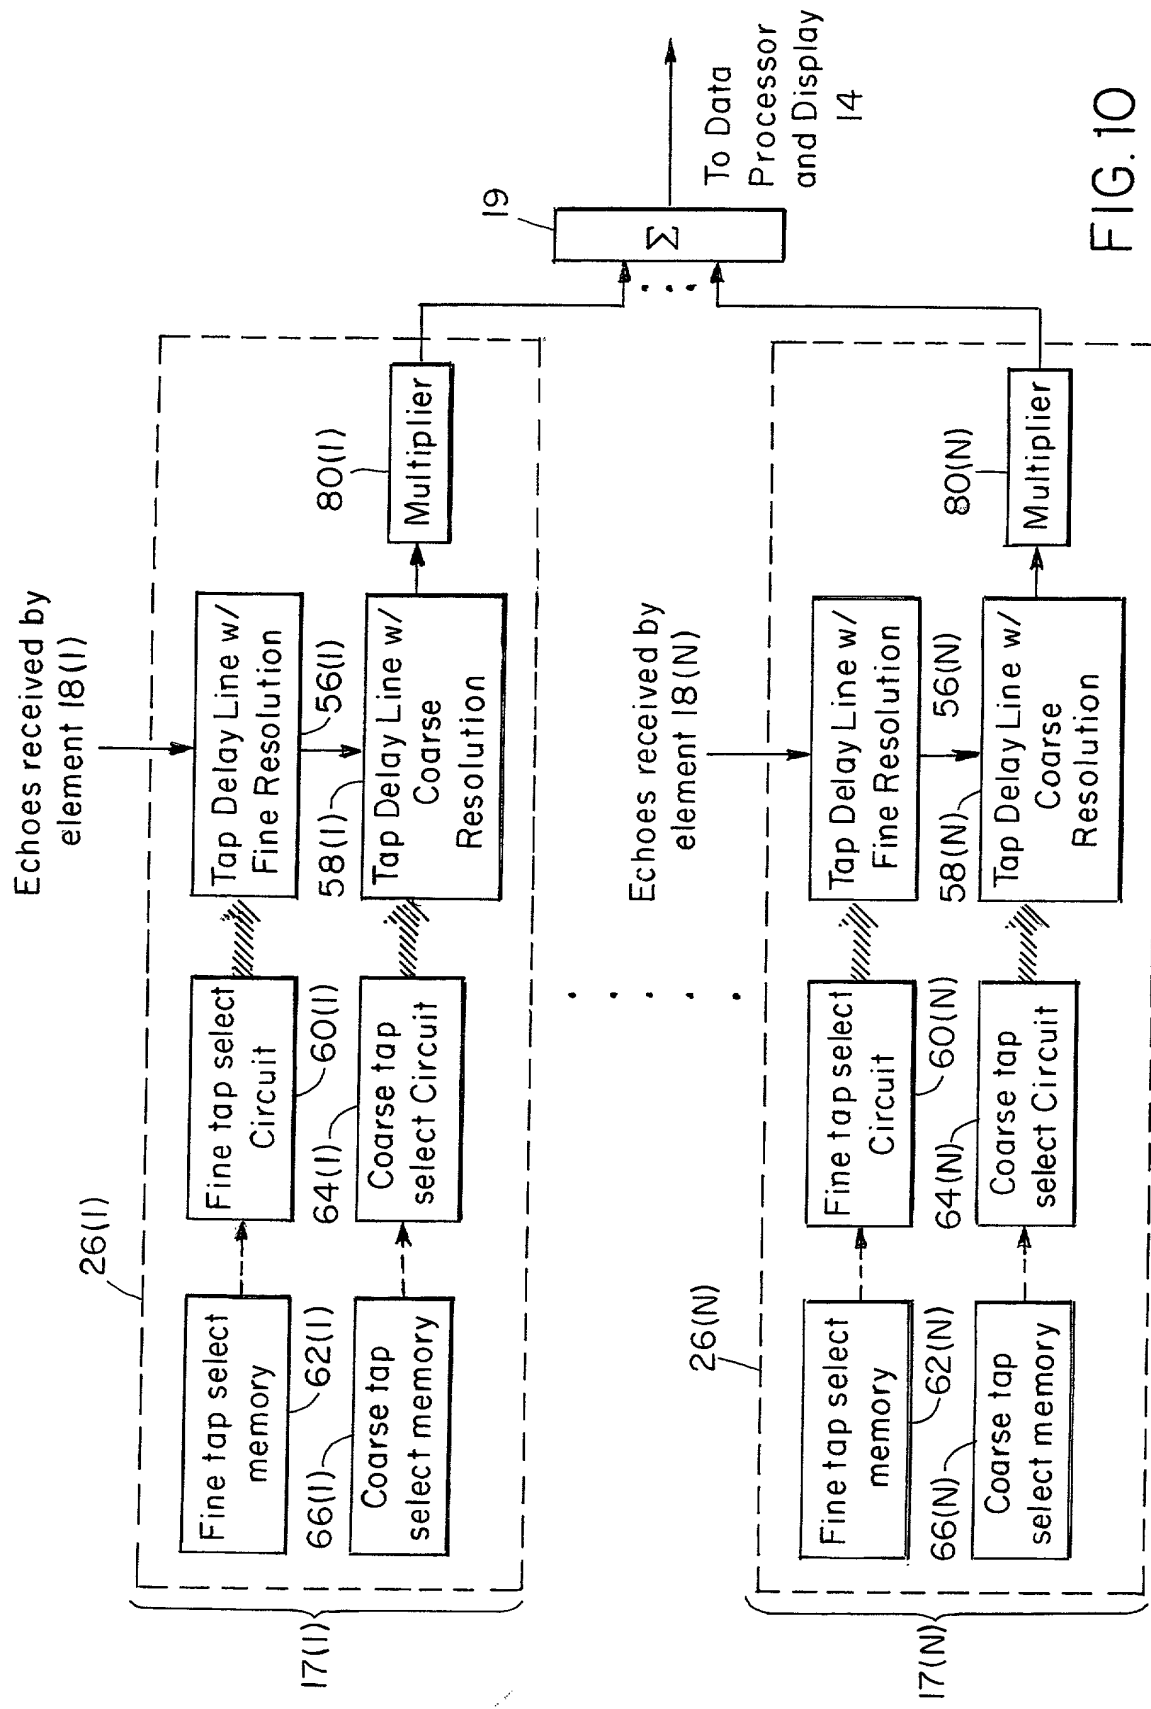 Echoes received by
element 18(1)
26(1)
Fine tap select
memory
62(1)
Fine tap select
Circuit
60(1)
Tap Delay Line w/
Fine Resolution
56(1)
66(1)
Coarse tap
select memory
64(1)
Coarse tap
select Circuit
58(1)
Tap Delay Line w/
Coarse
Resolution
80(1)
Multiplier
17(1)
19
Σ
To Data
Processor
and Display
14
Echoes received by
element 18(N)
26(N)
Fine tap select
memory
62(N)
Fine tap select
Circuit
60(N)
Tap Delay Line w/
Fine Resolution
56(N)
66(N)
Coarse tap
select memory
64(N)
Coarse tap
select Circuit
58(N)
Tap Delay Line w/
Coarse
Resolution
80(N)
Multiplier
17(N)
FIG. 10